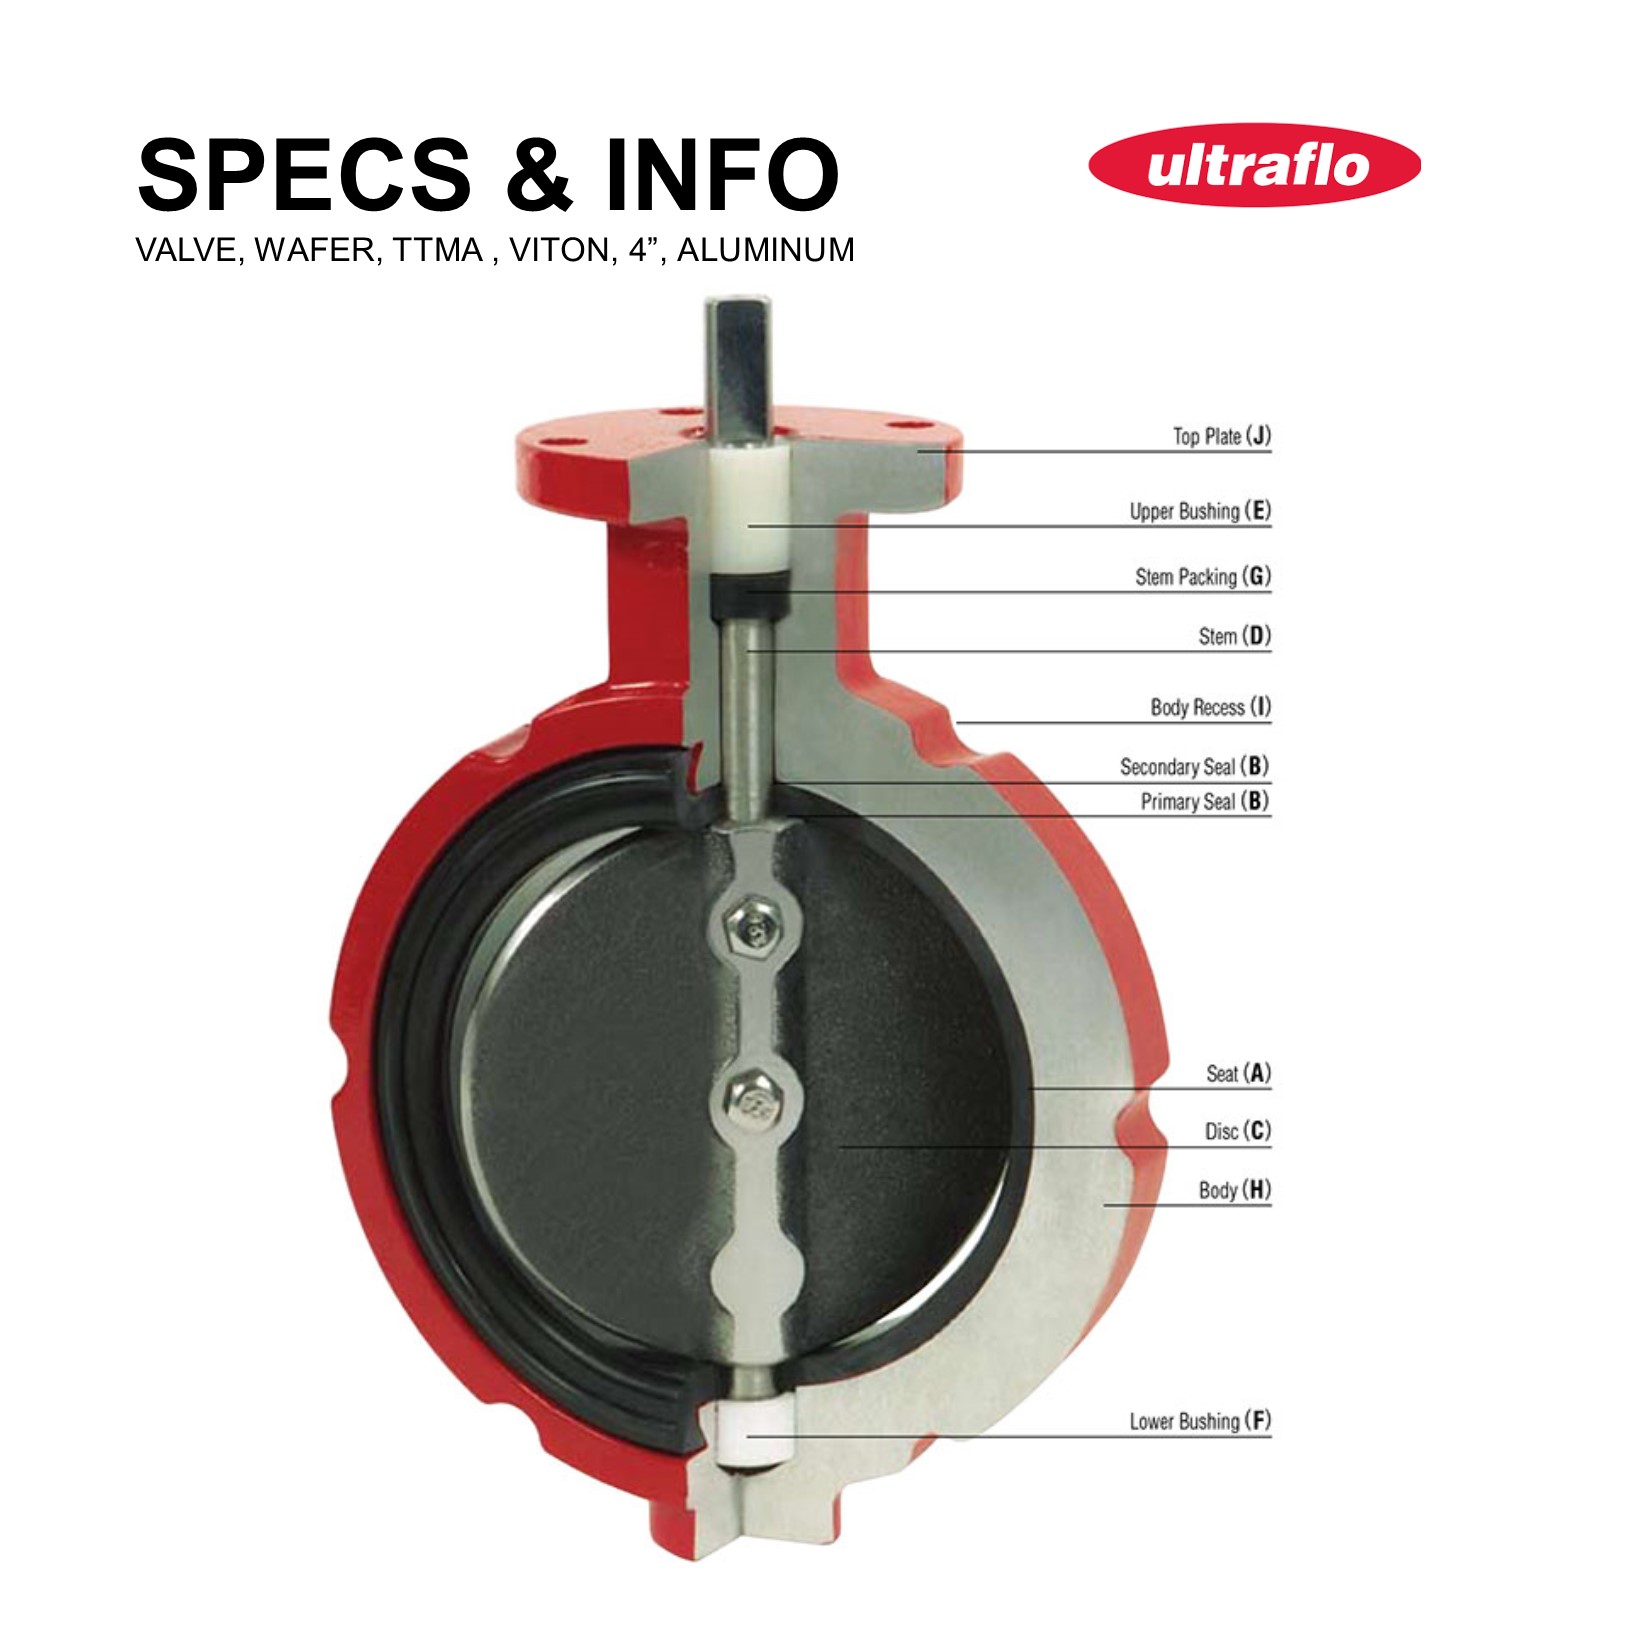 SPECS & INFO
ultraflo
VALVE, WAFER, TTMA , VITON, 4”, ALUMINUM
Top Plate (J)
Upper Bushing (E)
Stem Packing (G)
Stem (D)
Body Recess (I)
Secondary Seal (B)
Primary Seal (B)
Seat (A)
Disc (C)
Body (H)
Lower Bushing (F)